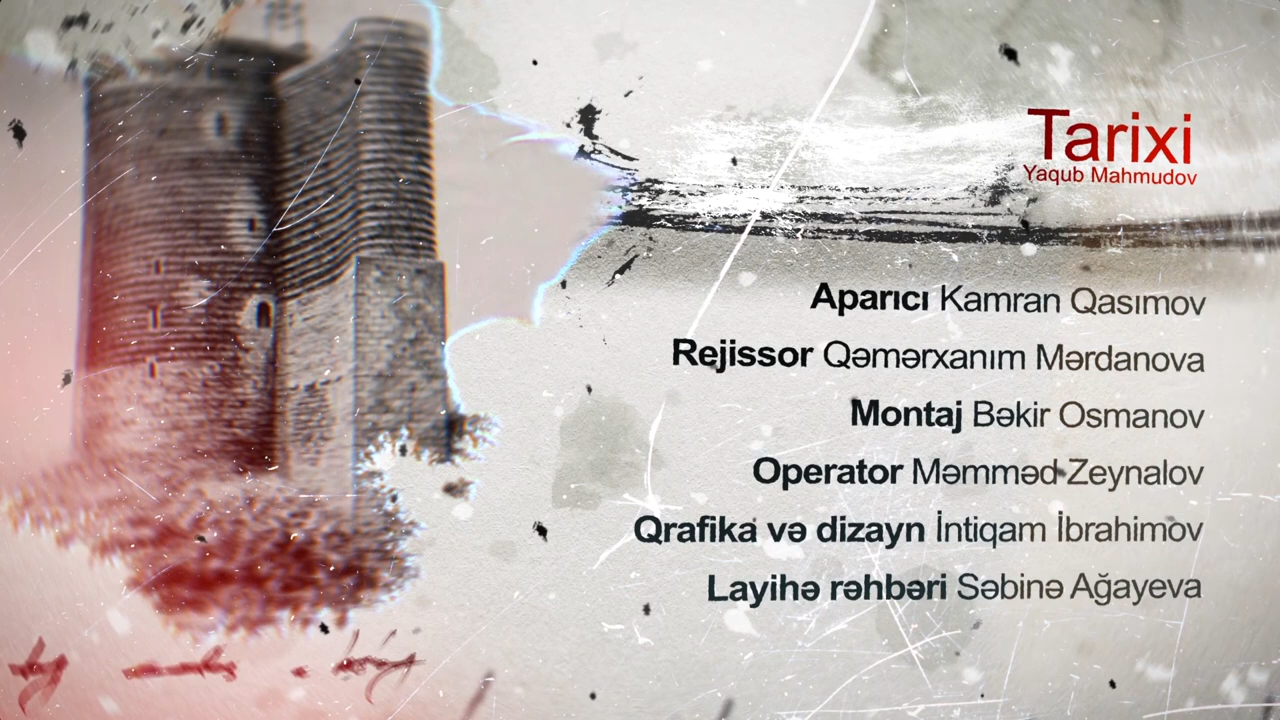 Tarixi
Yaqub Mahmudov
Aparıcı Kamran Qasımov
Rejissor Qəmərxanım Mərdanova
Montaj Bəkir Osmanov
Operator Məmməd Zeynalov
Qrafika və dizayn İntiqam İbrahimov
Layihə rəhbəri Səbinə Ağayeva